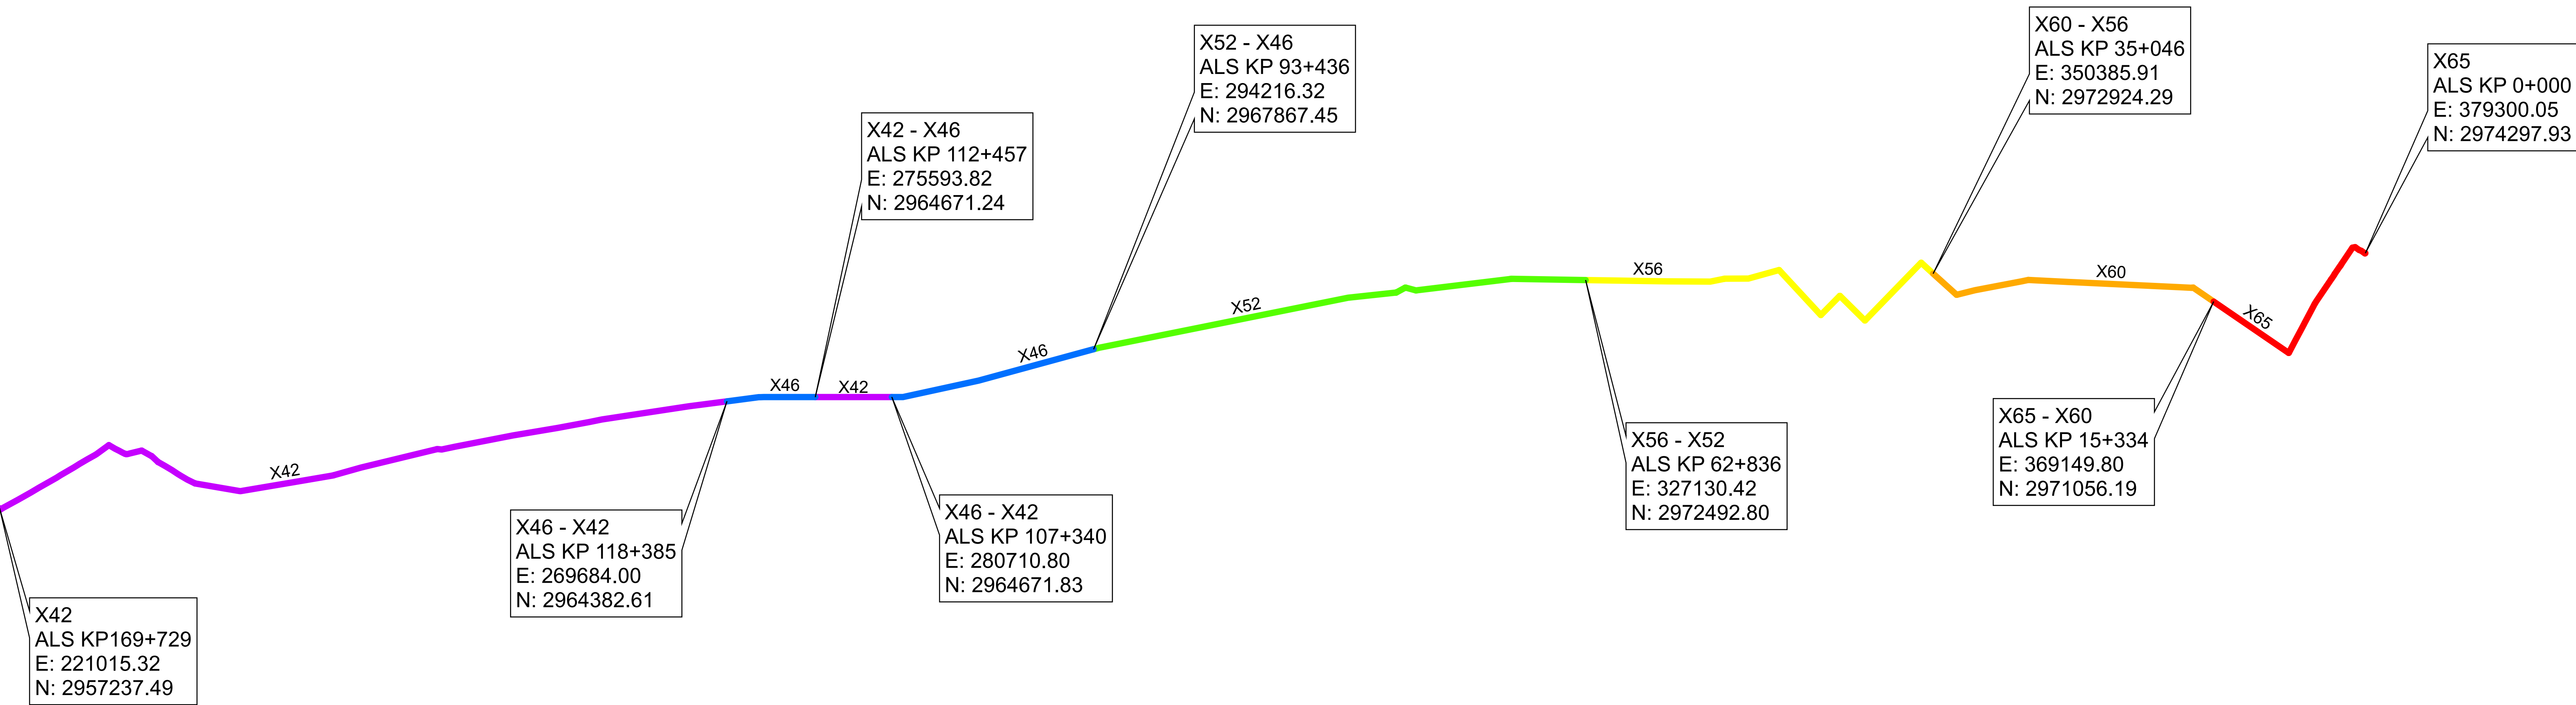 X60 - X56
ALS KP 35+046
E: 350385.91
N: 2972924.29
X52 - X46
ALS KP 93+436
E: 294216.32
N: 2967867.45
X65
ALS KP 0+000
E: 379300.05
N: 2974297.93
X42 - X46
ALS KP 112+457
E: 275593.82
N: 2964671.24
X56
X60
X52
X65
X46
X46
X42
X42
X65 - X60
ALS KP 15+334
E: 369149.80
N: 2971056.19
X56 - X52
ALS KP 62+836
E: 327130.42
N: 2972492.80
X46 - X42
ALS KP 107+340
E: 280710.80
N: 2964671.83
X46 - X42
ALS KP 118+385
E: 269684.00
N: 2964382.61
X42
ALS KP169+729
E: 221015.32
N: 2957237.49